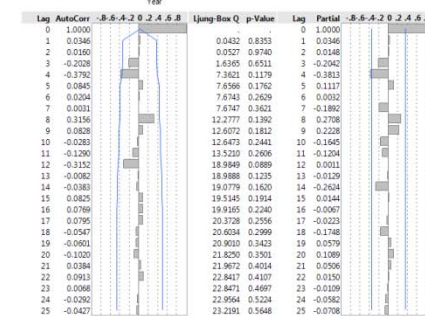 Year
Lag AutoCorr -.8-.6-.4-.2 0 .2 .4 .6 .8 Ljung-Box Q p-Value Lag Partial -.8-.6-.4-.2 0 .2 .4 .6
0 1.0000 0 1.0000
1 0.0346 0.0432 0.8353 1 0.0346
2 0.0160 0.0527 0.9740 2 0.0148
3 -0.2028 1.6365 0.6511 3 -0.2042
4 -0.3792 7.3621 0.1179 4 -0.3813
5 0.0845 7.6566 0.1762 5 0.1117
6 0.0204 7.6743 0.2629 6 0.0032
7 0.0031 7.6747 0.3621 7 -0.1892
8 0.3156 12.2777 0.1392 8 0.2708
9 0.0828 12.6072 0.1812 9 0.2228
10 -0.0283 12.6473 0.2441 10 -0.1645
11 -0.1290 13.5210 0.2606 11 -0.1204
12 -0.3152 18.9849 0.0889 12 0.0011
13 -0.0082 18.9888 0.1235 13 -0.0129
14 -0.0383 19.0779 0.1620 14 -0.2624
15 0.0825 19.5145 0.1914 15 0.0144
16 0.0769 19.9165 0.2240 16 -0.0067
17 0.0795 20.3728 0.2556 17 -0.0223
18 -0.0547 20.6034 0.2999 18 -0.1748
19 -0.0601 20.9010 0.3423 19 0.0579
20 -0.1020 21.8250 0.3501 20 0.1089
21 0.0384 21.9672 0.4014 21 0.0506
22 0.0913 22.8417 0.4107 22 0.0150
23 0.0068 22.8471 0.4697 23 -0.0109
24 -0.0292 22.9564 0.5224 24 -0.0582
25 -0.0427 23.2191 0.5648 25 -0.0708